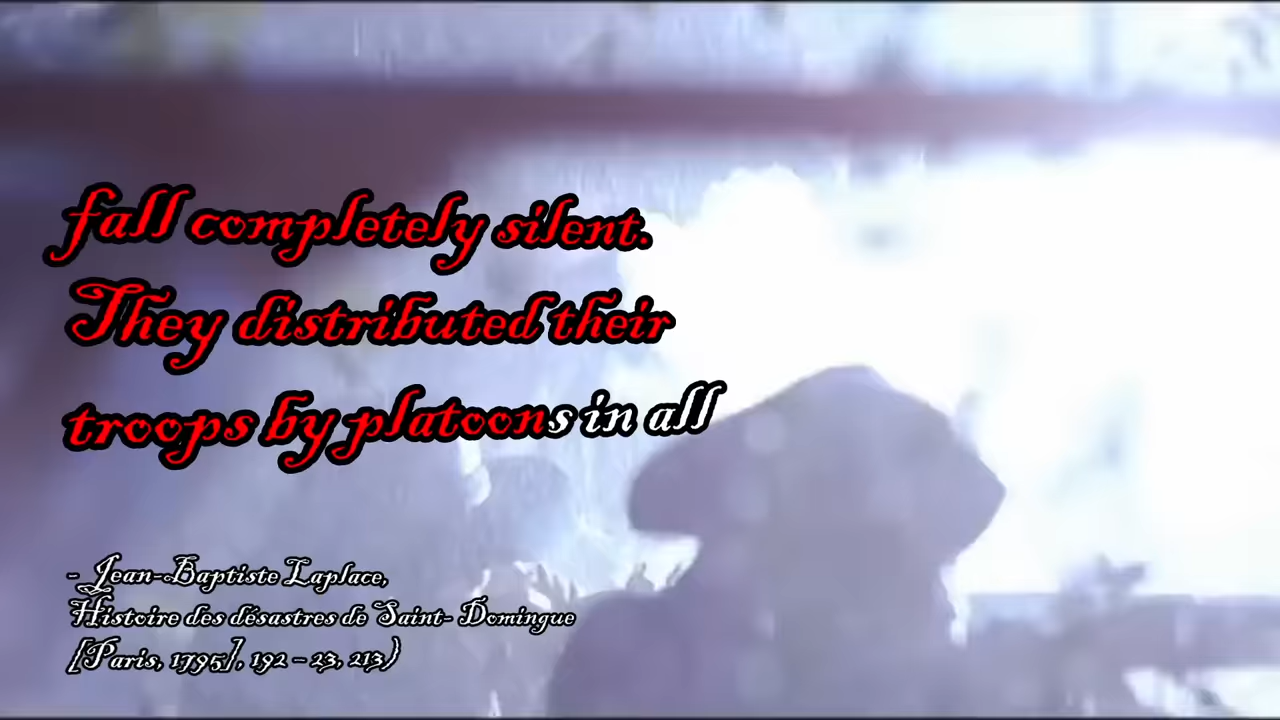 fall completely silent.
They distributed their
troops by platoons in all
- Jean-Baptiste Laplace,
Histoire des désastres de Saint- Domingue
[Paris, 1795], 192 - 23, 213)